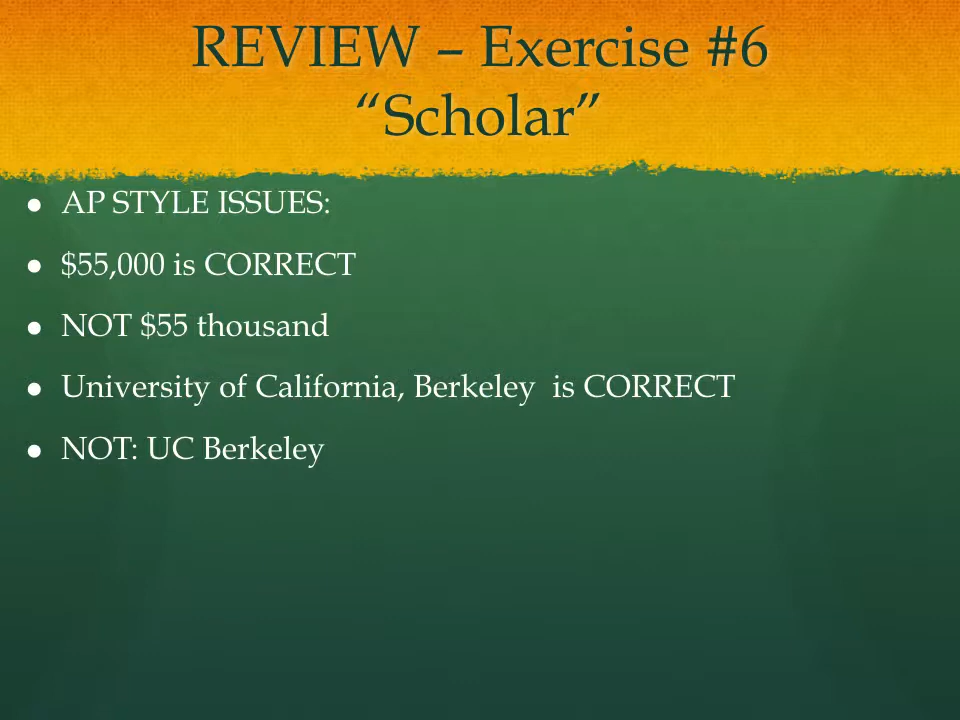 REVIEW – Exercise #6
“Scholar”
● AP STYLE ISSUES:
● $55,000 is CORRECT
● NOT $55 thousand
● University of California, Berkeley  is CORRECT
● NOT: UC Berkeley